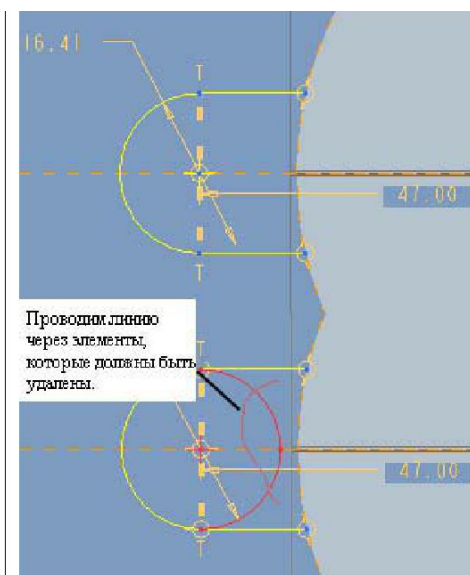 16.41
T
47.00
T
Проводим линию
через элементы,
которые должны быть
удалены.
T
47.00
T